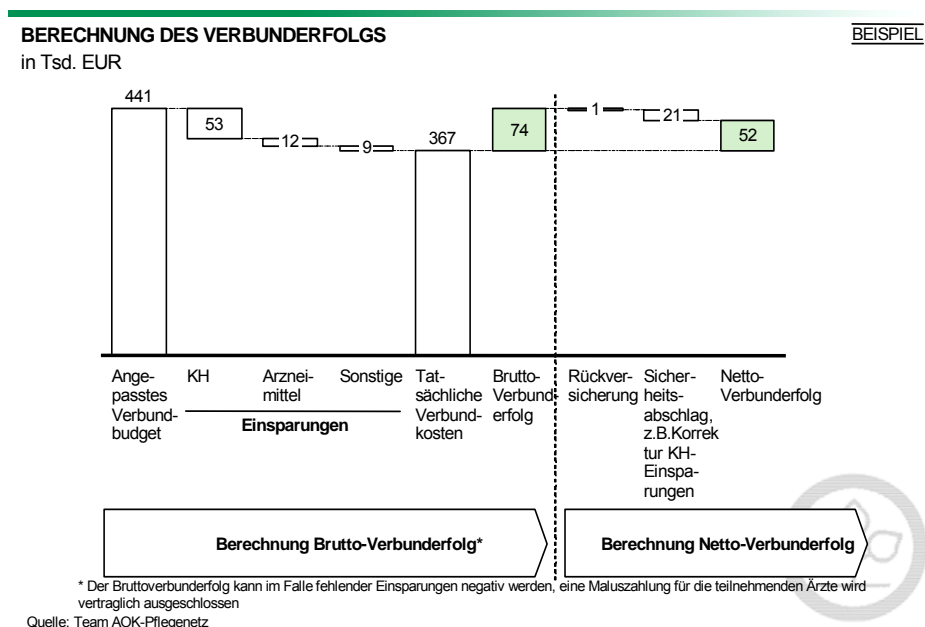 BERECHNUNG DES VERBUNDERFOLGS
BEISPIEL
in Tsd. EUR
441
53
12
9
367
74
1
21
52
Ange-
passtes
Verbund-
budget
KH
Arznei-
mittel
Sonstige
Einsparungen
Tat-
sächliche
Verbund-
kosten
Brutto-
Verbund-
erfolg
Rückver-
sicherung
Sicher-
heits-
abschlag,
z.B.Korrek
tur KH-
Einspa-
rungen
Netto-
Verbunderfolg
Berechnung Brutto-Verbunderfolg*
Berechnung Netto-Verbunderfolg
* Der Bruttoverbunderfolg kann im Falle fehlender Einsparungen negativ werden, eine Maluszahlung für die teilnehmenden Ärzte wird
vertraglich ausgeschlossen
Quelle: Team AOK-Pflegenetz